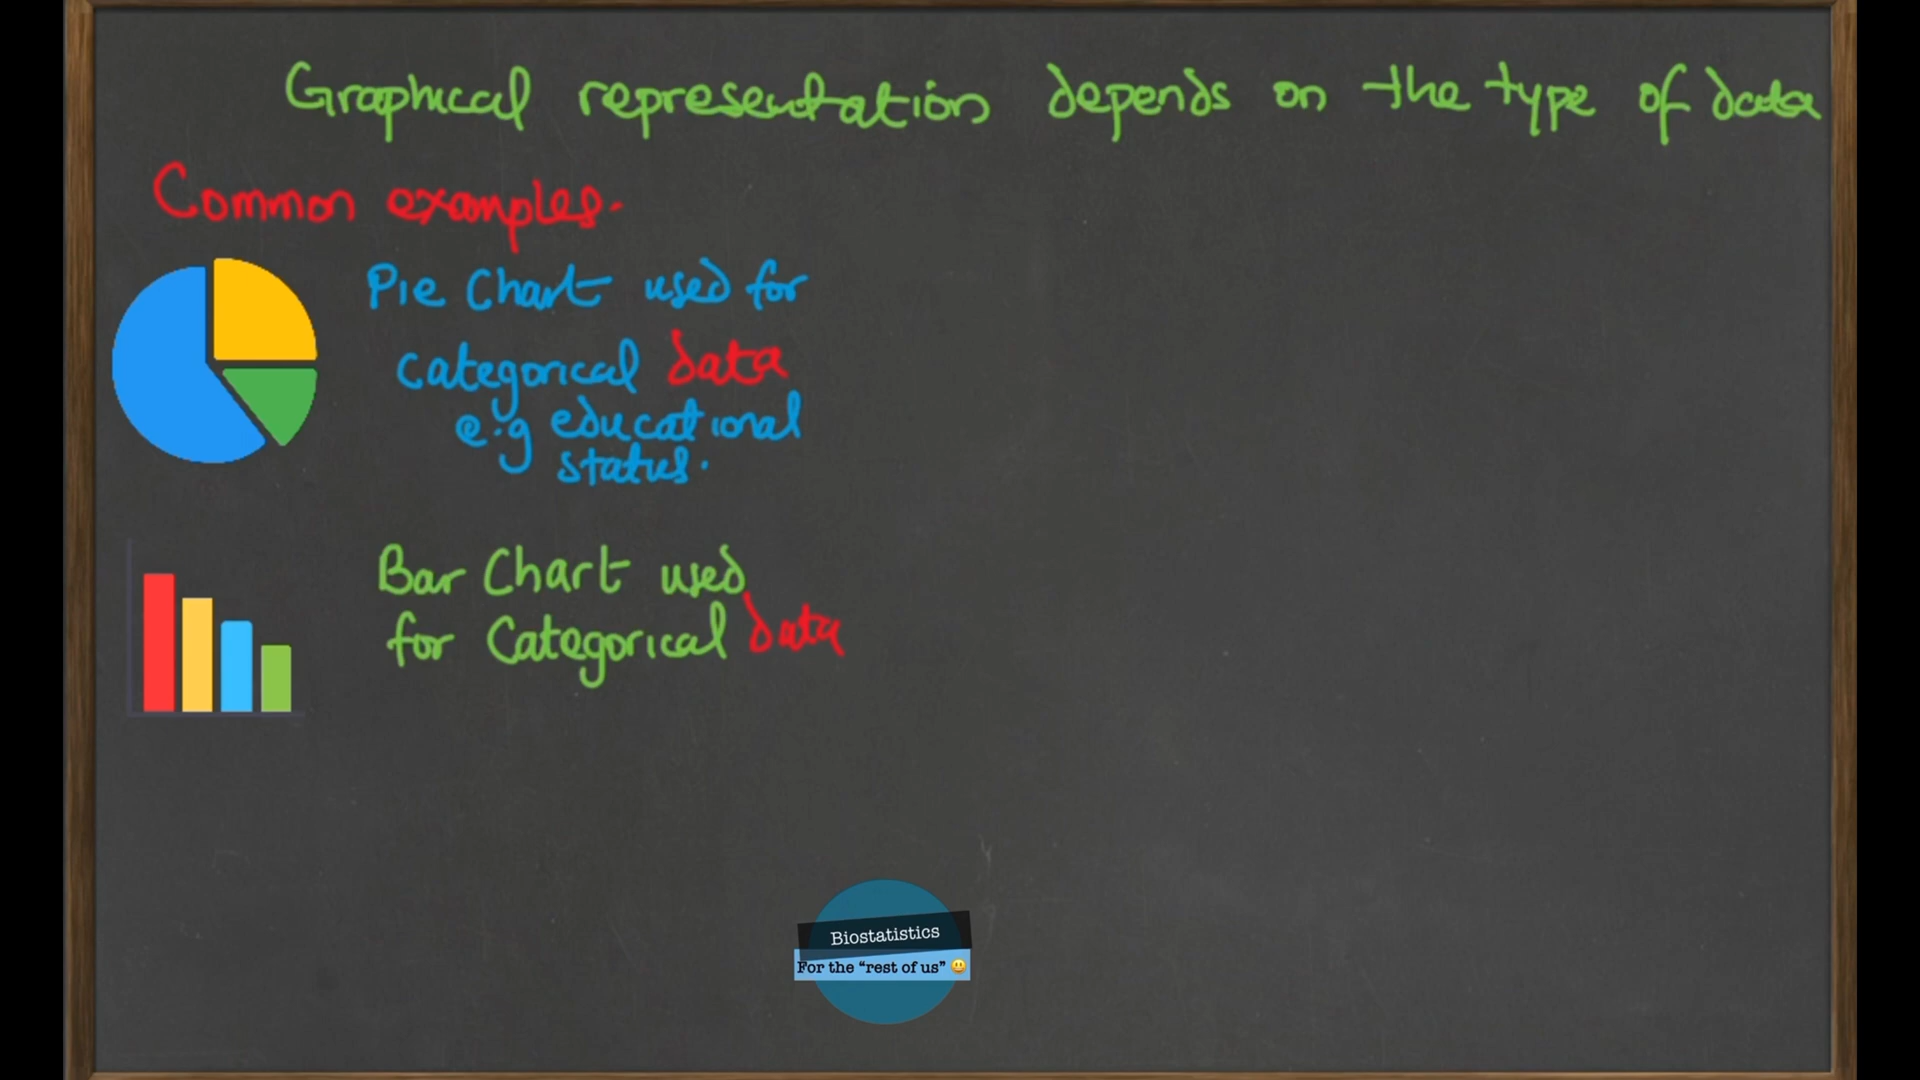 Graphical representation depends on the type of data
Common examples.
Pie Chart used for
categorical data
e.g educational
status.
Bar Chart used
for Categorical data
Biostatistics
For the “rest of us” 😃